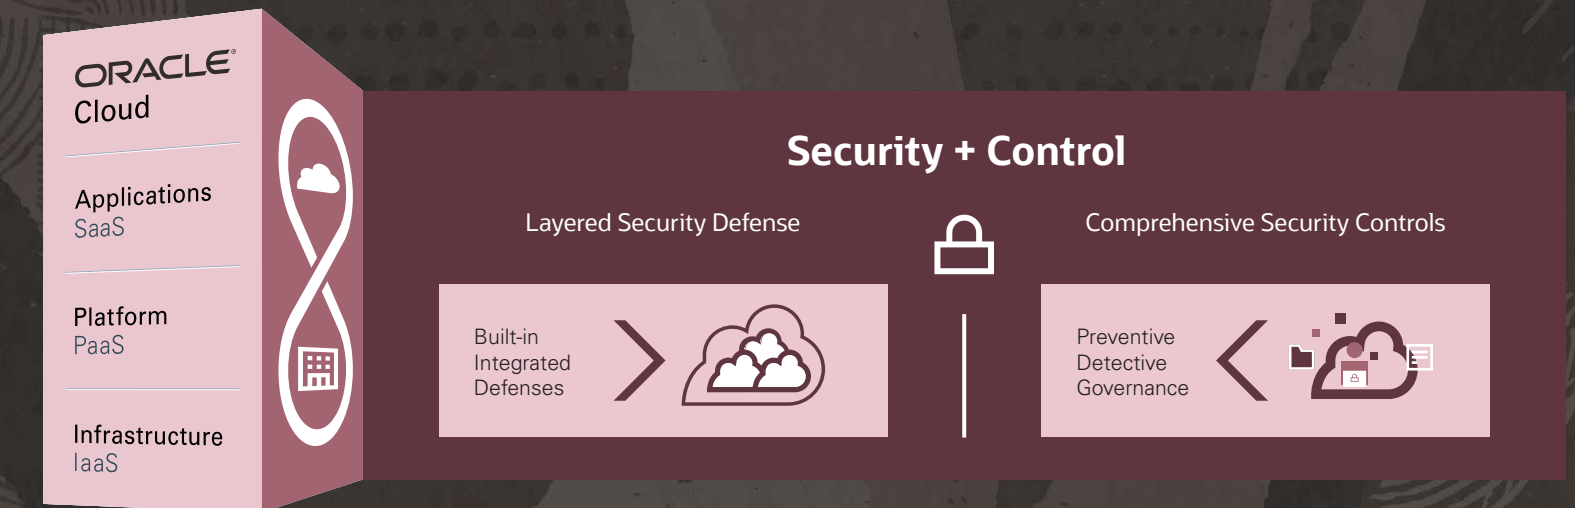 ORACLE®
Cloud
Applications
SaaS
Platform
PaaS
Infrastructure
IaaS
Security + Control
Layered Security Defense
Built-in
Integrated
Defenses
Comprehensive Security Controls
Preventive
Detective
Governance